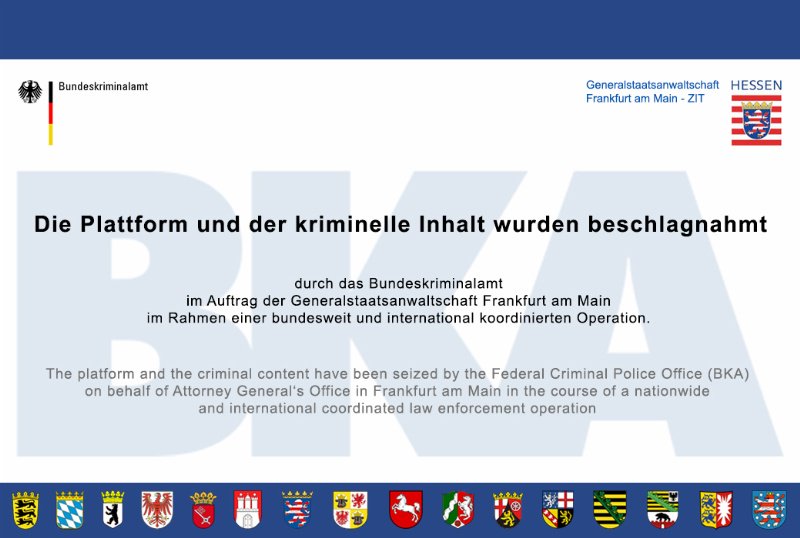 Bundeskriminalamt
Generalstaatsanwaltschaft
Frankfurt am Main - ZIT
HESSEN
BKA
Die Plattform und der kriminelle Inhalt wurden beschlagnahmt
durch das Bundeskriminalamt
im Auftrag der Generalstaatsanwaltschaft Frankfurt am Main
im Rahmen einer bundesweit und international koordinierten Operation.
The platform and the criminal content have been seized by the Federal Criminal Police Office (BKA)
on behalf of Attorney General's Office in Frankfurt am Main in the course of a nationwide
and international coordinated law enforcement operation